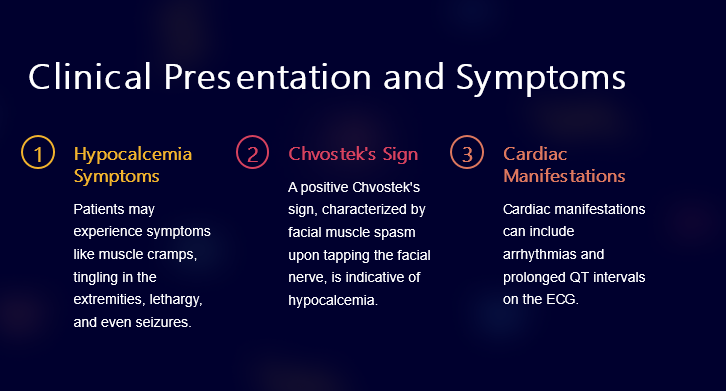 Clinical Presentation and Symptoms
1
Hypocalcemia
Symptoms
Patients may
experience symptoms
like muscle cramps,
tingling in the
extremities, lethargy,
and even seizures.
2
Chvostek's Sign
A positive Chvostek's
sign, characterized by
facial muscle spasm
upon tapping the facial
nerve, is indicative of
hypocalcemia.
3
Cardiac
Manifestations
Cardiac manifestations
can include
arrhythmias and
prolonged QT intervals
on the ECG.